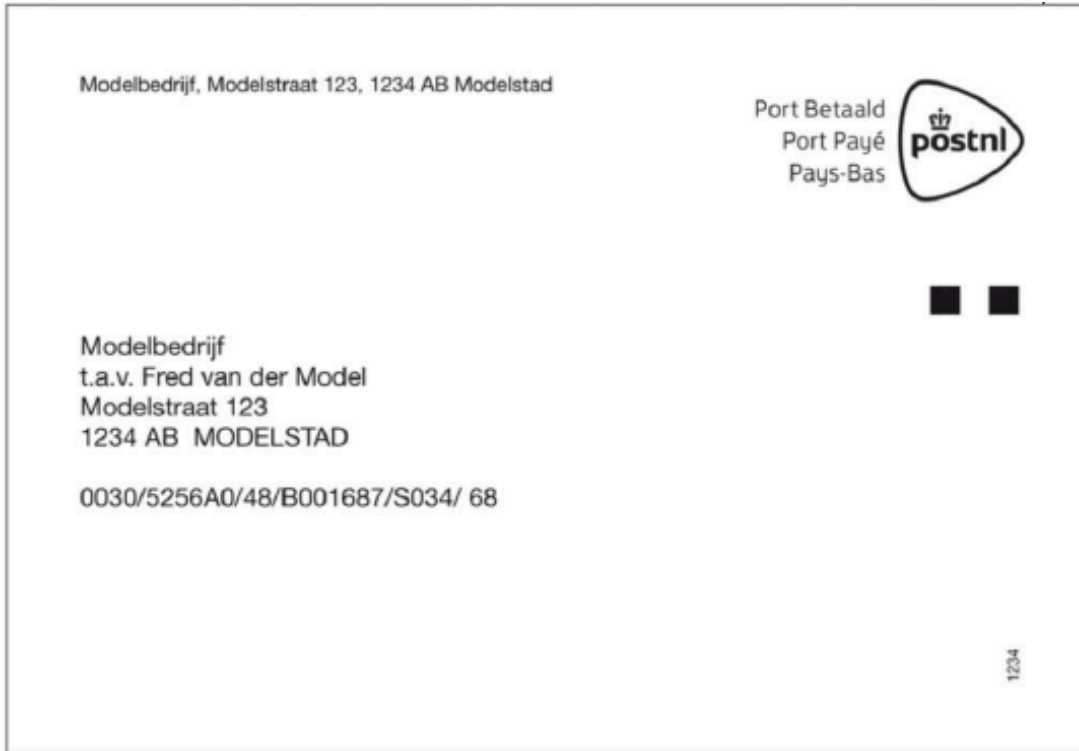 Modelbedrijf, Modelstraat 123, 1234 AB Modelstad
Port Betaald
Port Payé
Pays-Bas
postnl
Modelbedrijf
t.a.v. Fred van der Model
Modelstraat 123
1234 AB  MODELSTAD
0030/5256A0/48/B001687/S034/ 68
1234